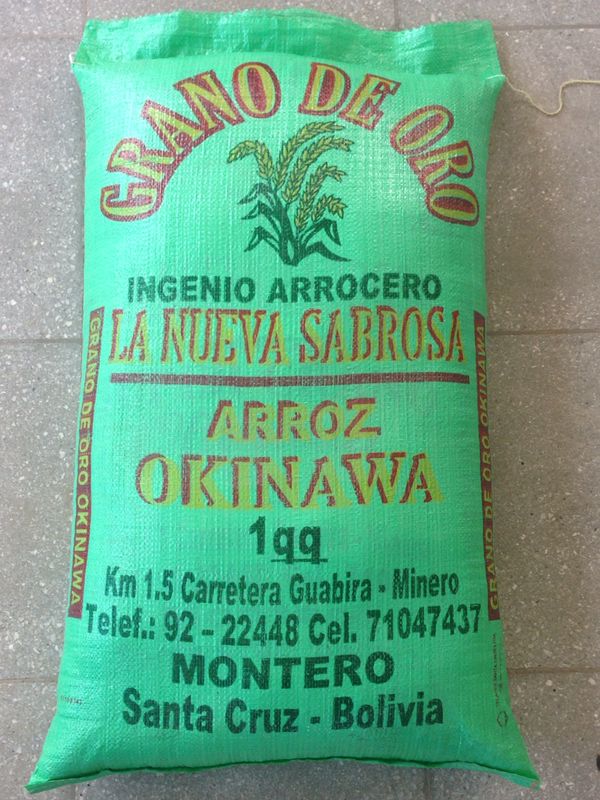 GRANO DE ORO
INGENIO ARROCERO
LA NUEVA SABROSA
ARROZ
OKINAWA
1qq
Km 1.5 Carretera Guabira - Minero
Telef.: 92 - 22448 Cel. 71047437
MONTERO
Santa Cruz - Bolivia
GRANO DE ORO OKINAWA
GRANO DE ORO OKINAWA